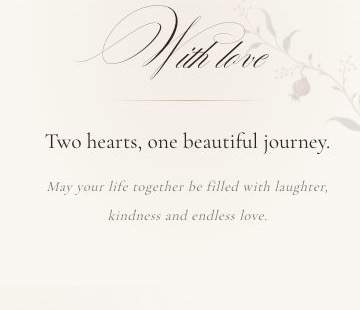 With love
Two hearts, one beautiful journey.
May your life together be filled with laughter,
kindness and endless love.